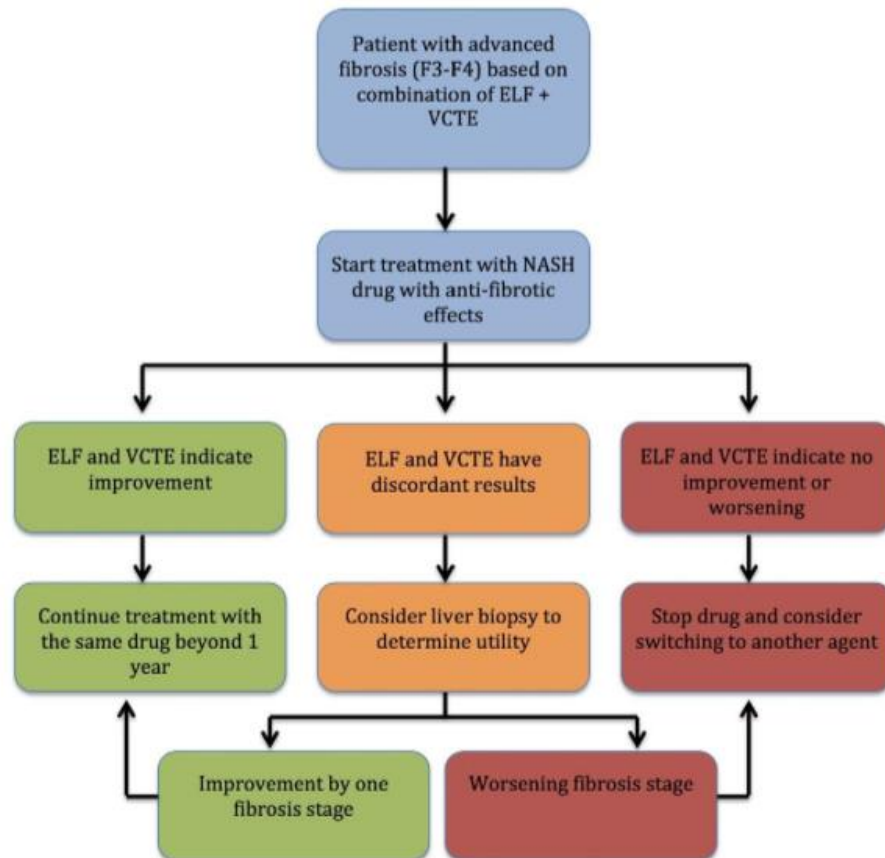 Patient with advanced
fibrosis (F3-F4) based on
combination of ELF +
VCTE
Start treatment with NASH
drug with anti-fibrotic
effects
ELF and VCTE indicate
improvement
ELF and VCTE have
discordant results
ELF and VCTE indicate no
improvement or
worsening
Continue treatment with
the same drug beyond 1
year
Consider liver biopsy to
determine utility
Stop drug and consider
switching to another agent
Improvement by one
fibrosis stage
Worsening fibrosis stage